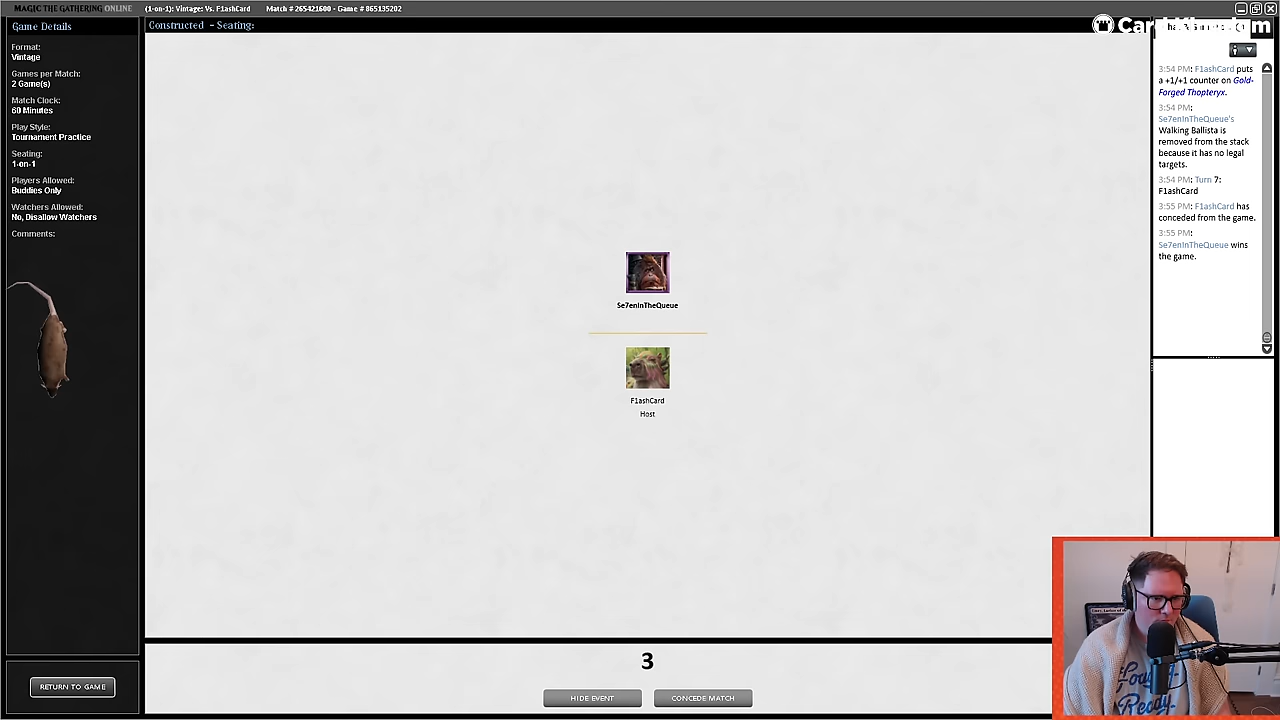 MAGIC THE GATHERING ONLINE
(1-on-1): Vintage: Vs. F1ashCard
Match # 265421600 - Game # 865135202
Game Details
Format:
Vintage
Games per Match:
2 Game(s)
Match Clock:
60 Minutes
Play Style:
Tournament Practice
Seating:
1-on-1
Players Allowed:
Buddies Only
Watchers Allowed:
No, Disallow Watchers
Comments:
RETURN TO GAME
Constructed - Seating:
Se7enInTheQueue
F1ashCard
Host
3
HIDE EVENT
CONCEDE MATCH
3:54 PM: F1ashCard puts
a +1/+1 counter on Gold-
Forged Thopteryx.
3:54 PM:
Se7enInTheQueue's
Walking Ballista is
removed from the stack
because it has no legal
targets.
3:54 PM: Turn 7:
F1ashCard
3:55 PM: F1ashCard has
conceded from the game.
3:55 PM:
Se7enInTheQueue wins
the game.